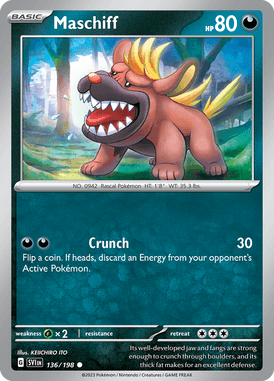 BASIC
Maschiff
HP 80
NO. 0942 Rascal Pokémon HT: 1'8" WT: 35.3 lbs.
Crunch 30
Flip a coin. If heads, discard an Energy from your opponent's
Active Pokémon.
weakness ×2 resistance retreat
Illus. KEIICHIRO ITO
G SVI EN 136/198
Its well-developed jaw and fangs are strong
enough to crunch through boulders, and its
thick fat makes for an excellent defense.
©2023 Pokémon / Nintendo / Creatures / GAME FREAK